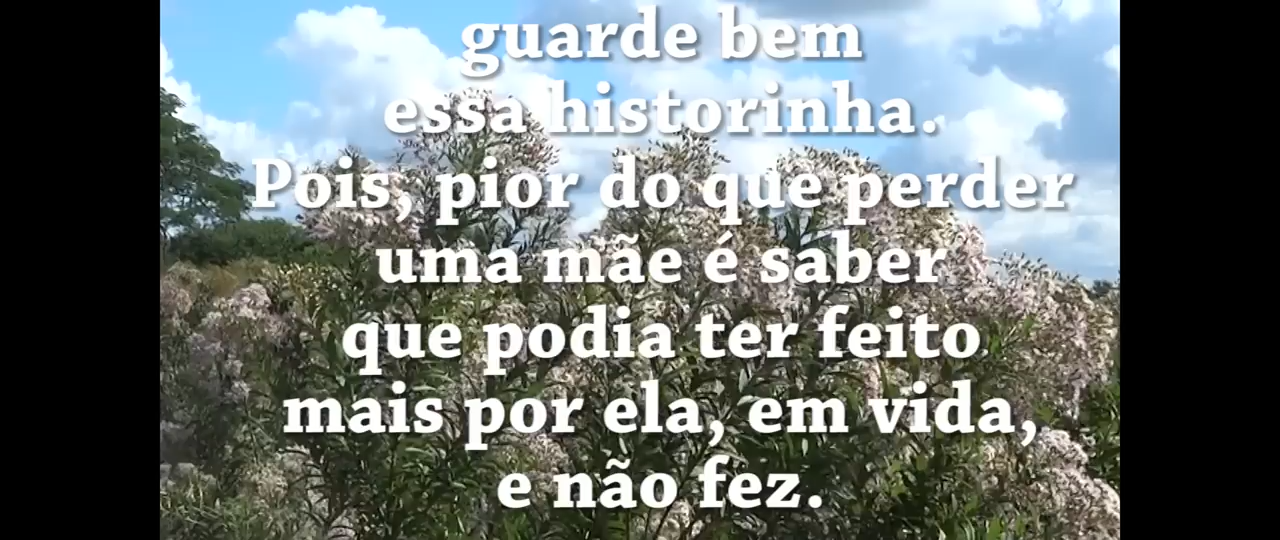 guarde bem
essa historinha.
Pois, pior do que perder
uma mãe é saber
que podia ter feito
mais por ela, em vida,
e não fez.